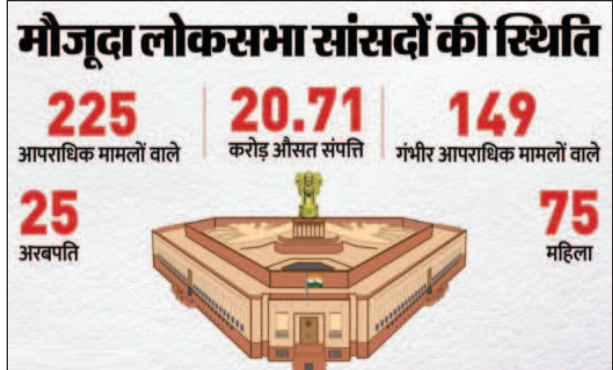 मौजूदा लोकसभा सांसदों की स्थिति
225
आपराधिक मामलों वाले
20.71
करोड़ औसत संपत्ति
149
गंभीर आपराधिक मामलों वाले
25
अरबपति
75
महिला